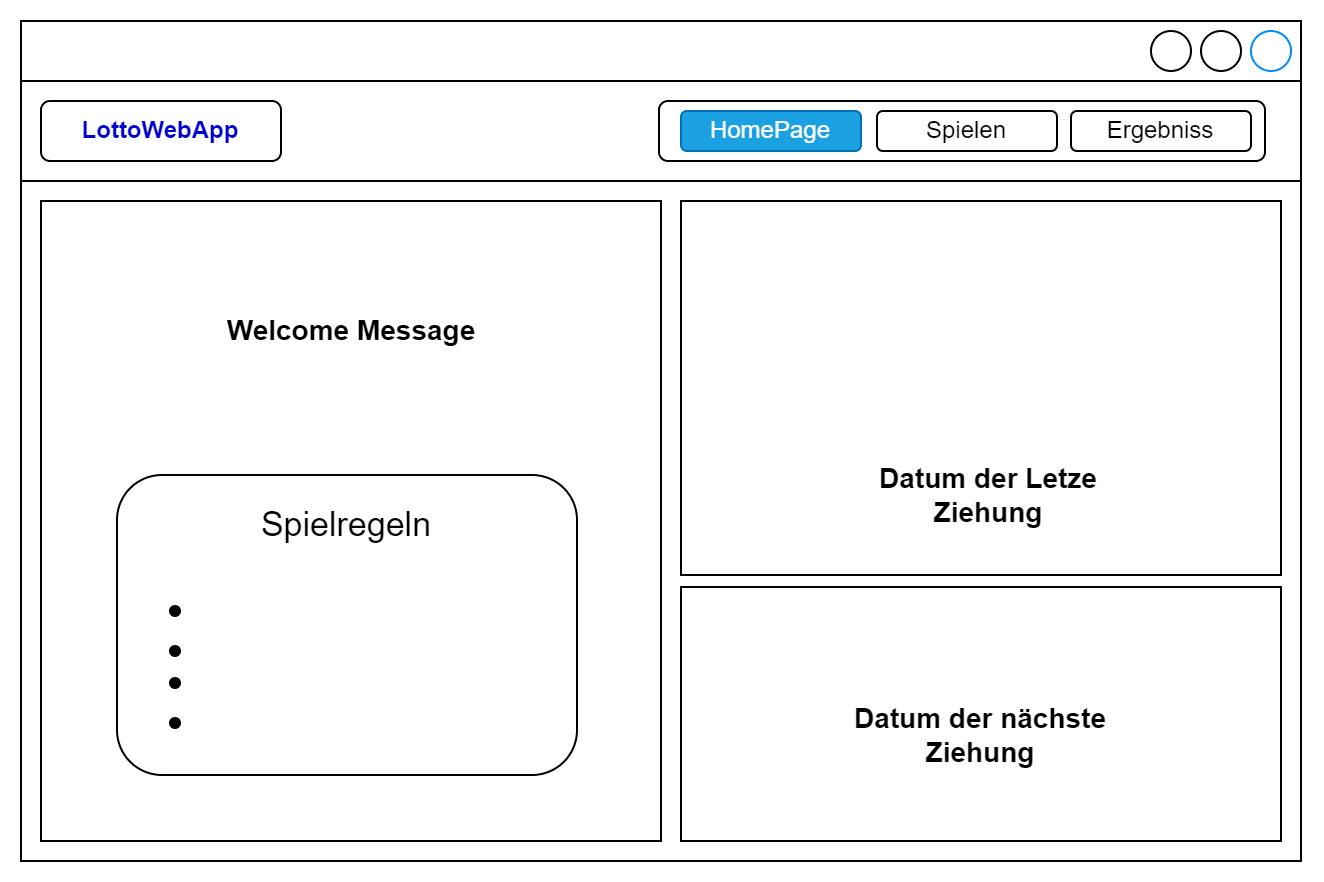 LottoWebApp
HomePage
Spielen
Ergebniss
Welcome Message
Spielregeln
Datum der Letze
Ziehung
Datum der nächste
Ziehung